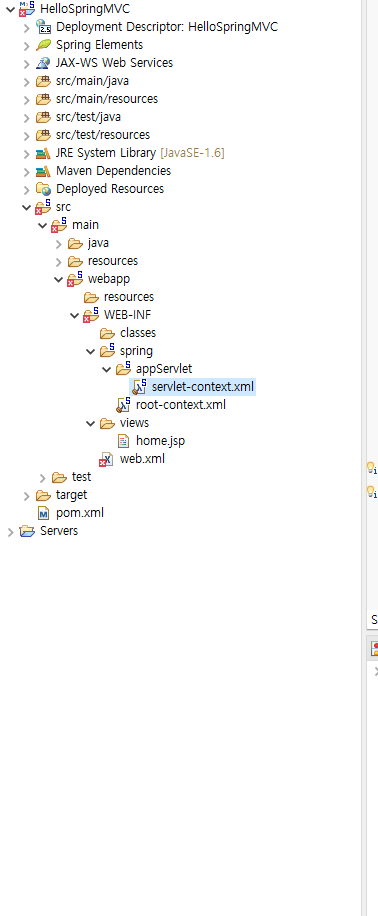 HelloSpringMVC
Deployment Descriptor: HelloSpringMVC
Spring Elements
JAX-WS Web Services
src/main/java
src/main/resources
src/test/java
src/test/resources
JRE System Library [JavaSE-1.6]
Maven Dependencies
Deployed Resources
src
main
java
resources
webapp
resources
WEB-INF
classes
spring
appServlet
servlet-context.xml
root-context.xml
views
home.jsp
web.xml
test
target
pom.xml
Servers